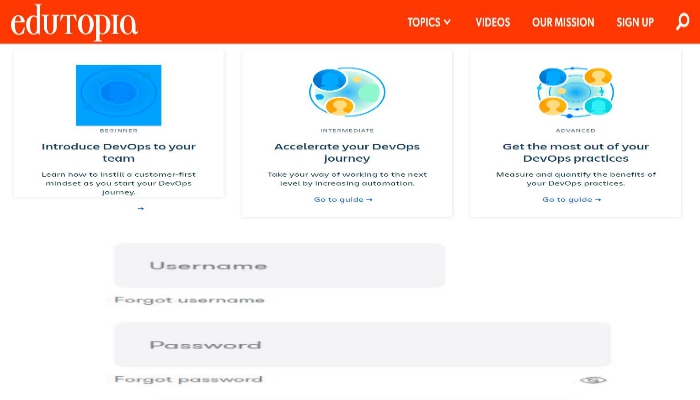 edutopia
TOPICS
VIDEOS
OUR MISSION
SIGN UP
BEGINNER
Introduce DevOps to your
team
Learn how to instill a customer-first
mindset as you start your DevOps
journey.
→
INTERMEDIATE
Accelerate your DevOps
journey
Take your way of working to the next
level by increasing automation.
Go to guide →
ADVANCED
Get the most out of your
DevOps practices
Measure and quantify the benefits of
your DevOps practices.
Go to guide →
Username
Forgot username
Password
Forgot password